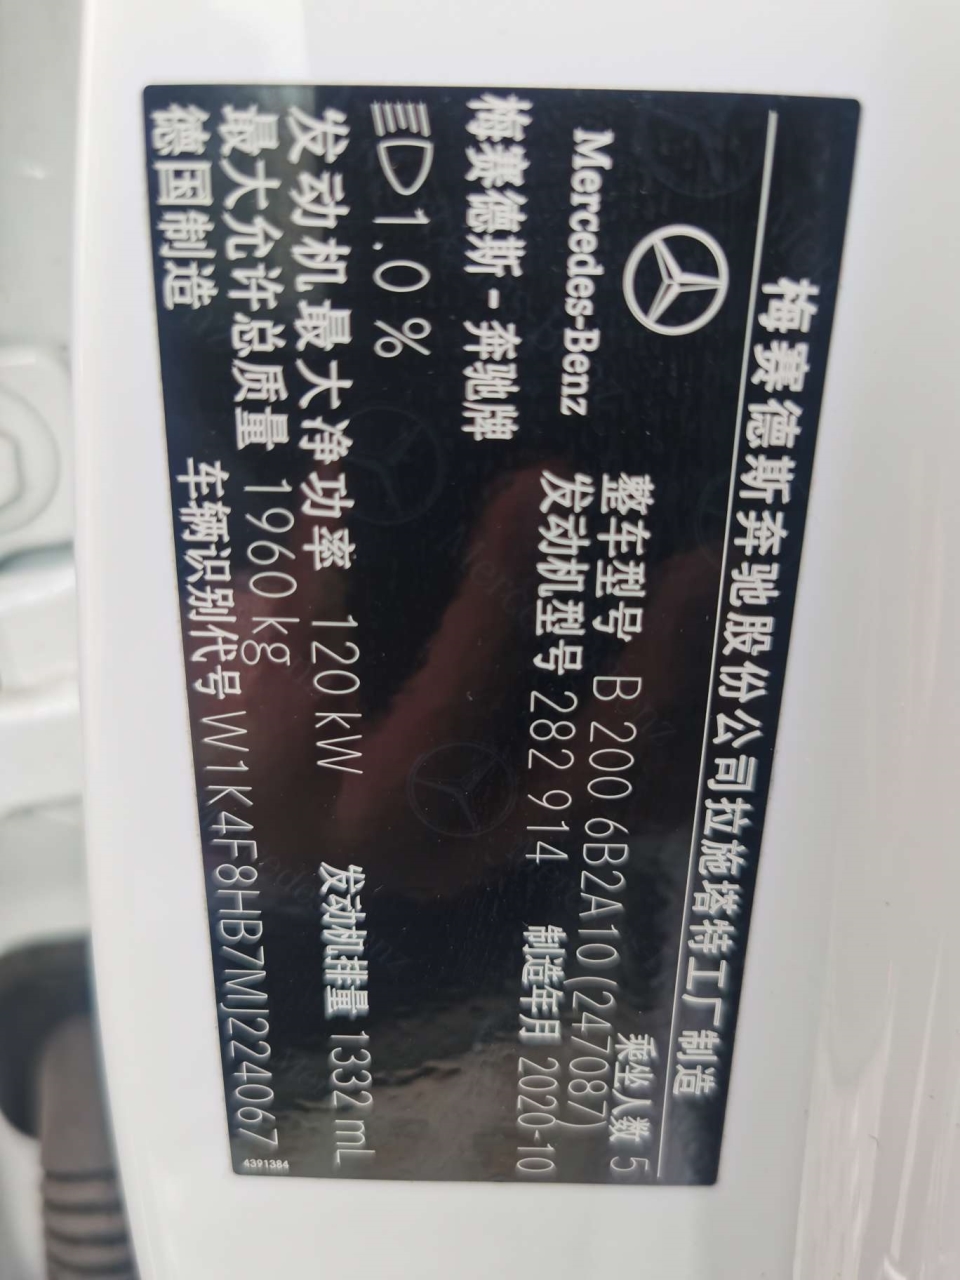 梅赛德斯奔驰股份公司拉施塔特工厂制造
Mercedes-Benz
整车型号 B 200 6B2A10(247087) 乘坐人数 5
梅赛德斯-奔驰牌
发动机型号 282 914 制造年月 2020-10
1.0 %
发动机最大净功率 120 kW 发动机排量 1332 mL
最大允许总质量 1960 kg
德国制造 车辆识别代号 W1K4F8HB7MJ224067
4391384